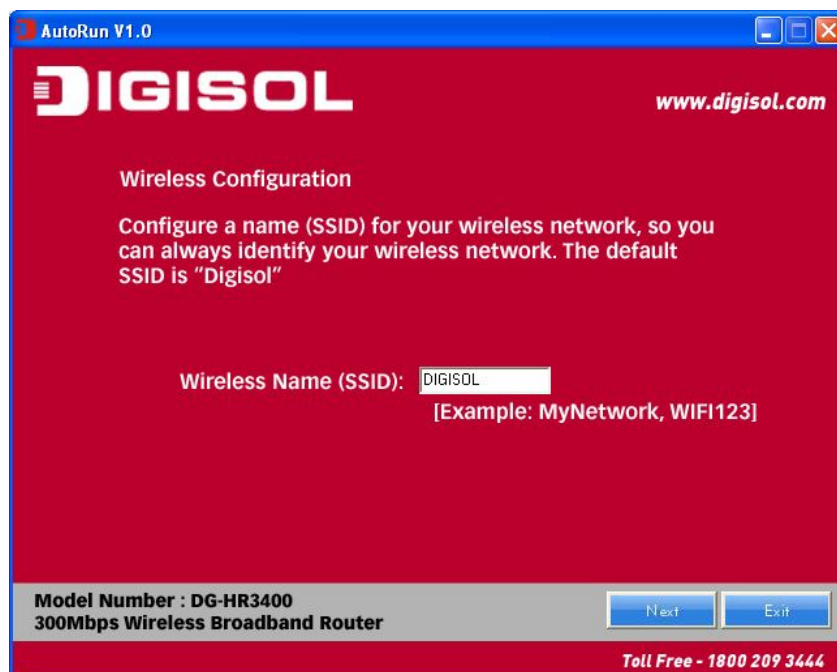 AutoRun V1.0
DIGISOL
www.digisol.com
Wireless Configuration
Configure a name (SSID) for your wireless network, so you
can always identify your wireless network. The default
SSID is “Digisol”
Wireless Name (SSID): DIGISOL
[Example: MyNetwork, WIFI123]
Model Number : DG-HR3400
300Mbps Wireless Broadband Router
Next Exit
Toll Free - 1800 209 3444